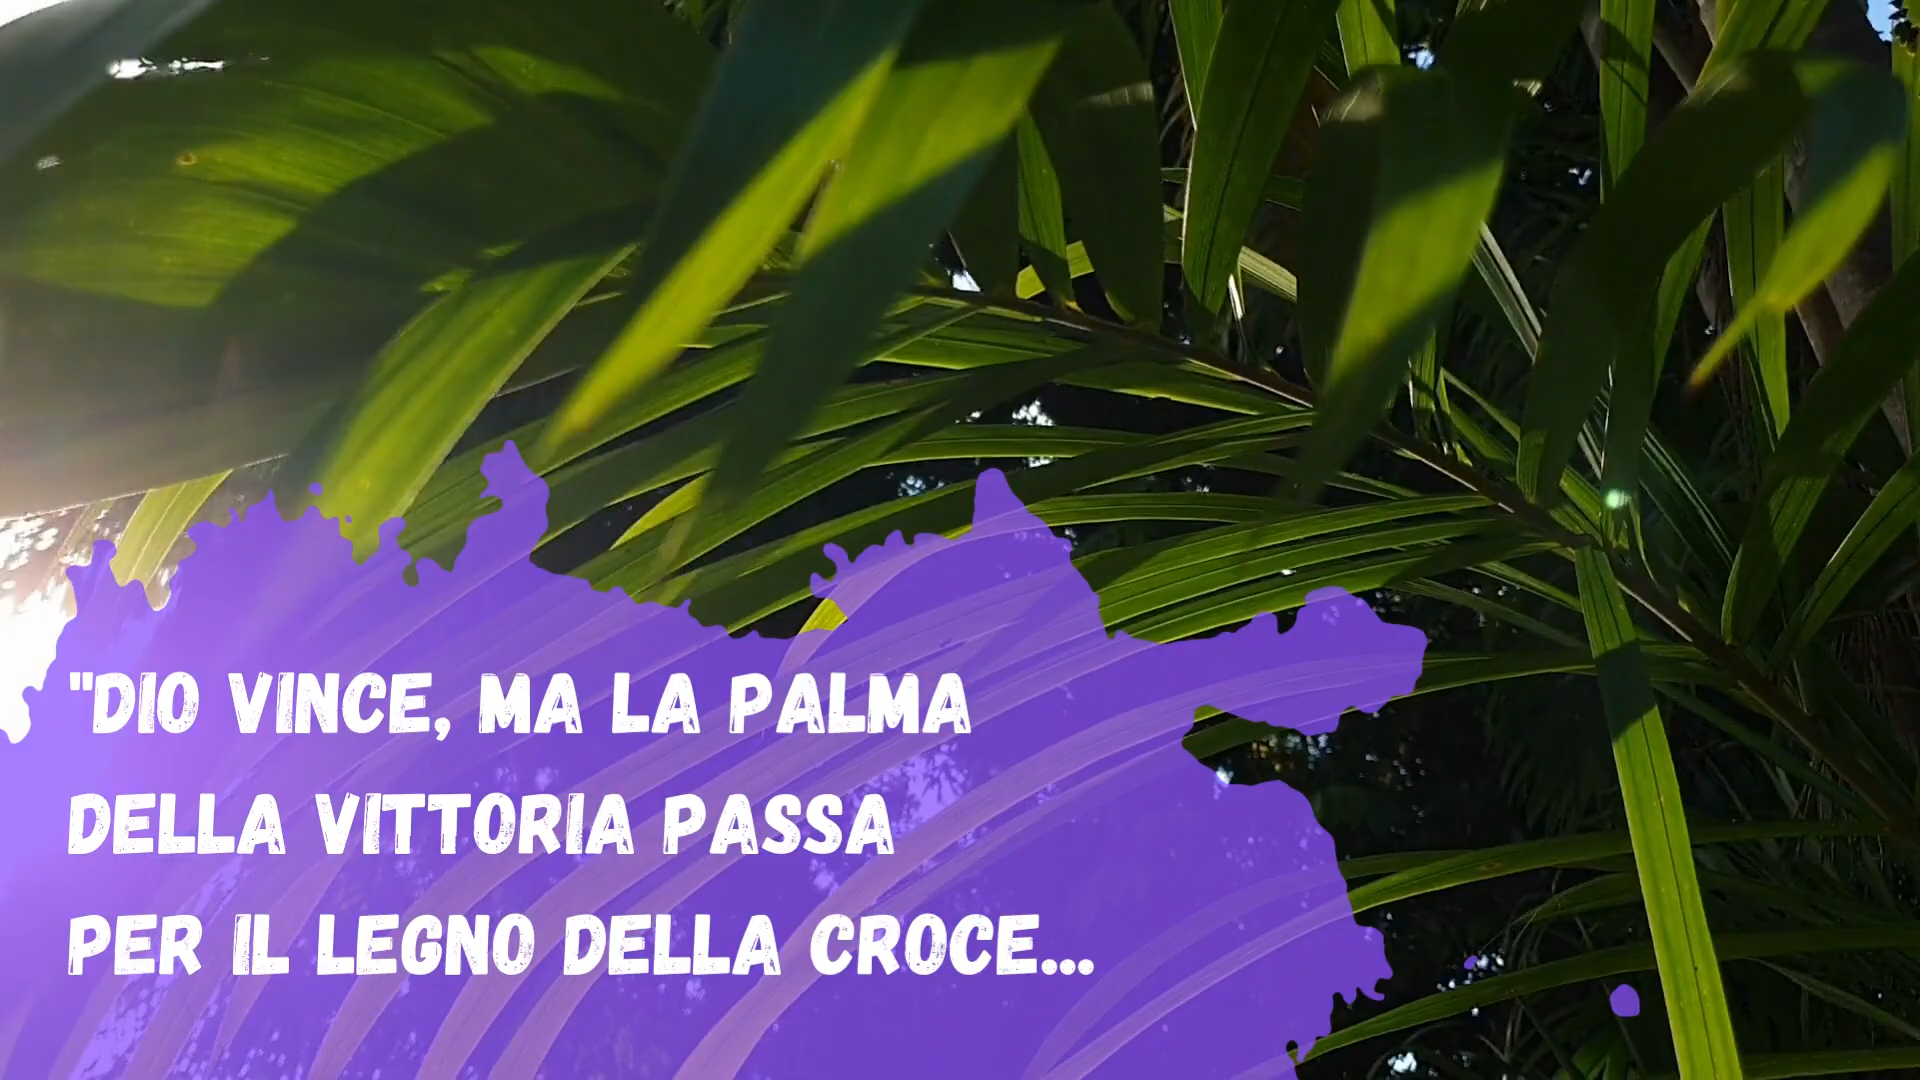 "DIO VINCE, MA LA PALMA
DELLA VITTORIA PASSA
PER IL LEGNO DELLA CROCE...